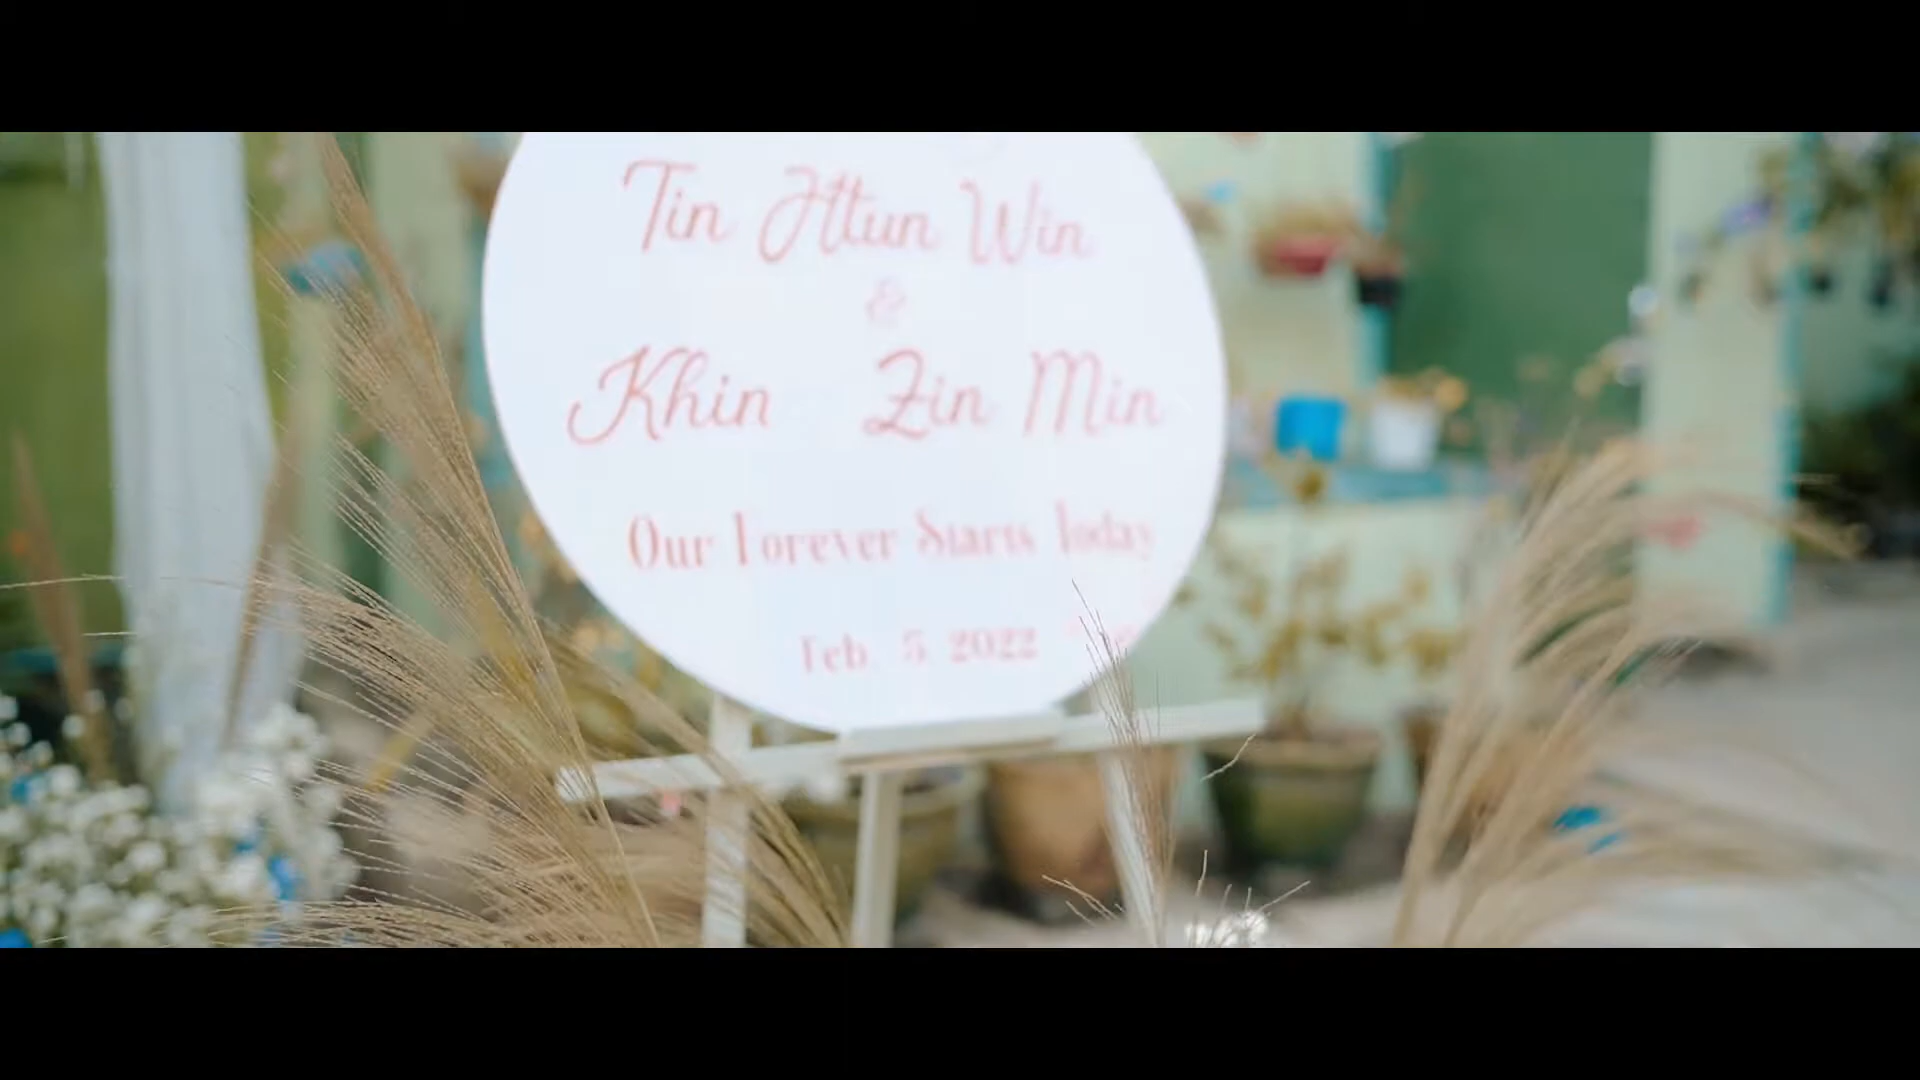 Tin Htun Win
&
Khin Zin Min
Our Forever Starts Today
Feb 5 2022